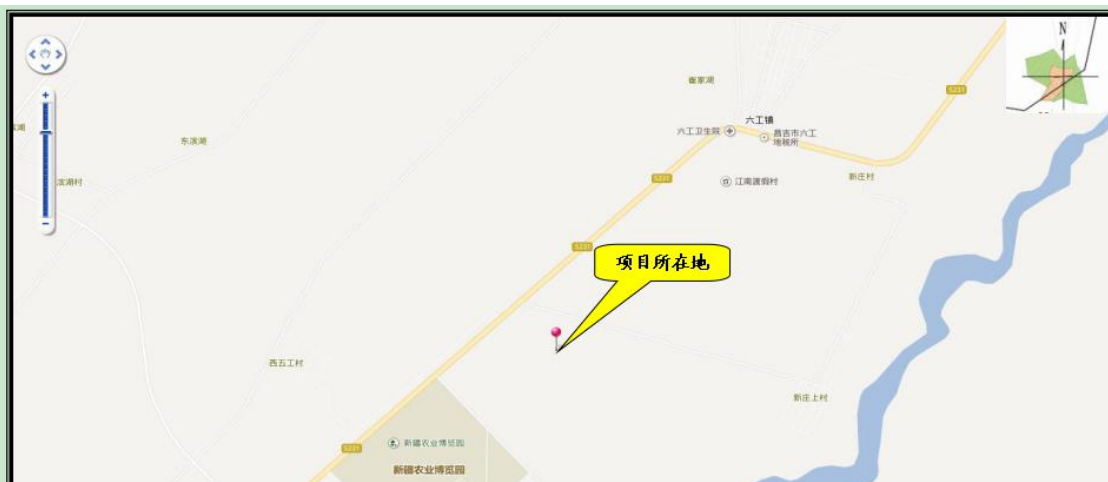 N
崔家湖
S231
六工镇
六工卫生院
昌吉市六工
地税所
东滨湖
滨湖
滨湖村
S231
江南渡假村
新庄村
S231
项目所在地
西五工村
新庄上村
新疆农业博览园
S231
新疆农业博览园